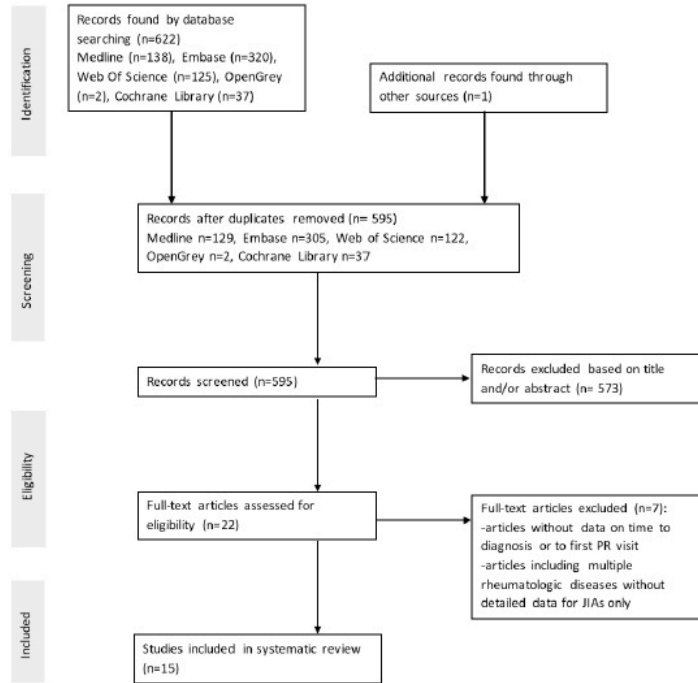 Identification
Records found by database
searching (n=622)
Medline (n=138), Embase (n=320),
Web Of Science (n=125), OpenGrey
(n=2), Cochrane Library (n=37)
Additional records found through
other sources (n=1)
Screening
Records after duplicates removed (n= 595)
Medline n=129, Embase n=305, Web of Science n=122,
OpenGrey n=2, Cochrane Library n=37
Records screened (n=595)
Records excluded based on title
and/or abstract (n= 573)
Eligibility
Full-text articles assessed for
eligibility (n=22)
Full-text articles excluded (n=7):
-articles without data on time to
diagnosis or to first PR visit
-articles including multiple
rheumatologic diseases without
detailed data for JIAs only
Included
Studies included in systematic review
(n=15)